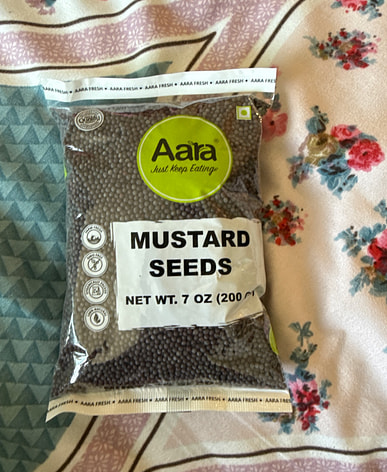 AARA FRESH • AARA FRESH • AARA FRESH • AARA FRESH • AARA FRESH
Aara
Just Keep Eating
MUSTARD
SEEDS
NET WT. 7 OZ (200 G
AARA FRESH • AARA FRESH • AARA FRESH • AARA FRESH • AARA FRESH